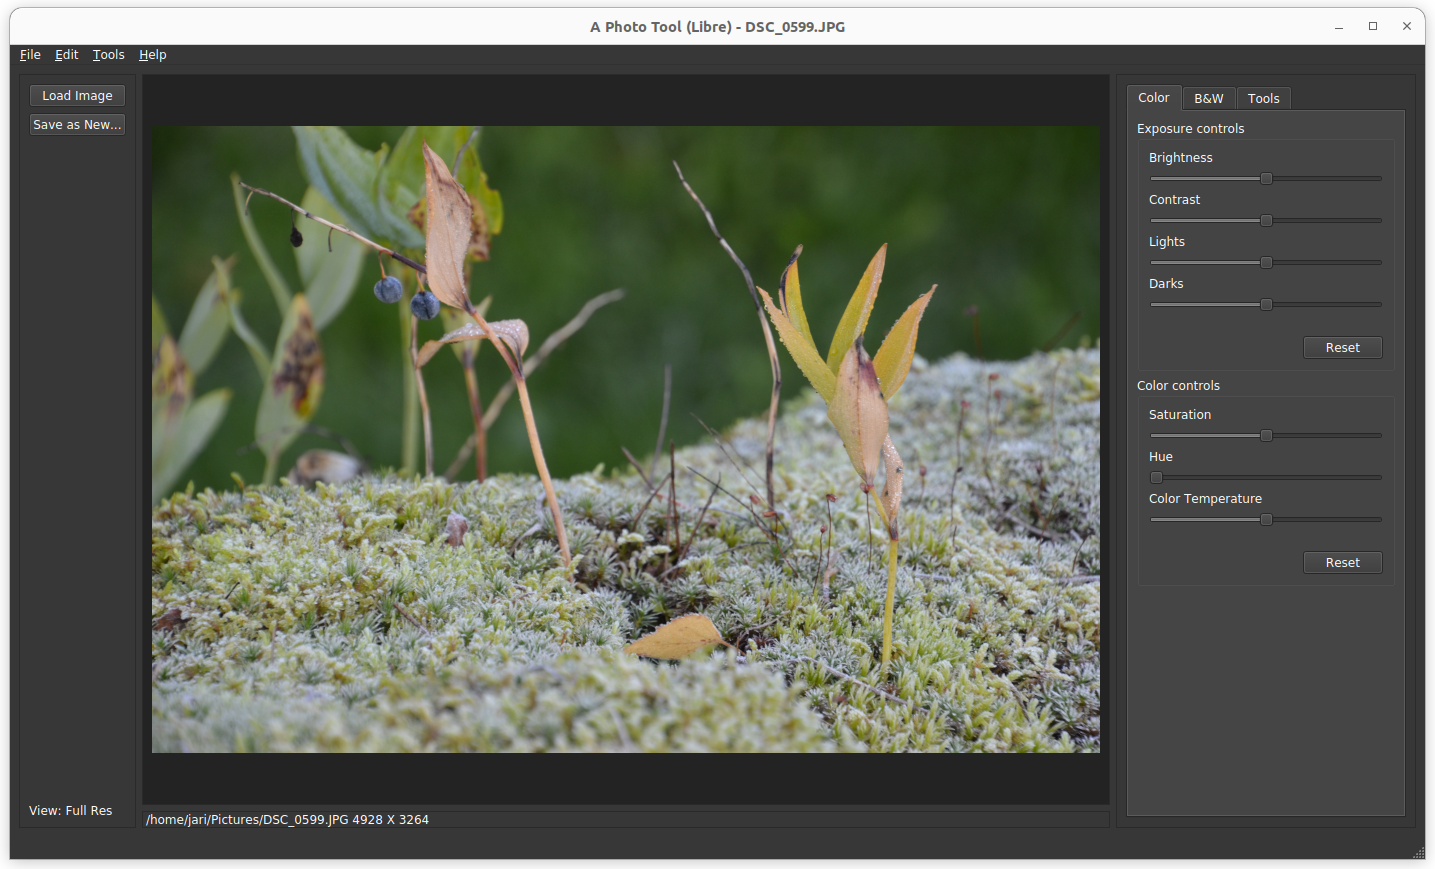 A Photo Tool (Libre) - DSC_0599.JPG
File Edit Tools Help
Load Image
Save as New...
View: Full Res
/home/jari/Pictures/DSC_0599.JPG 4928 X 3264
Color B&W Tools
Exposure controls
Brightness
Contrast
Lights
Darks
Reset
Color controls
Saturation
Hue
Color Temperature
Reset